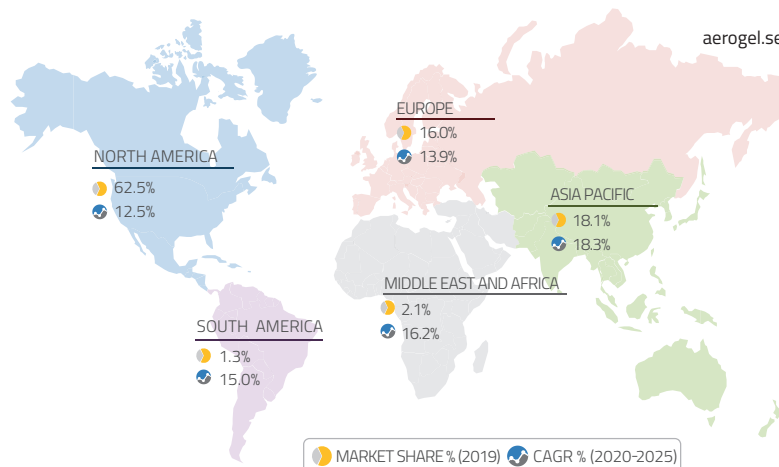 aerogel.se
EUROPE
16.0%
13.9%
NORTH AMERICA
62.5%
12.5%
ASIA PACIFIC
18.1%
18.3%
MIDDLE EAST AND AFRICA
2.1%
16.2%
SOUTH AMERICA
1.3%
15.0%
MARKET SHARE % (2019) CAGR % (2020-2025)